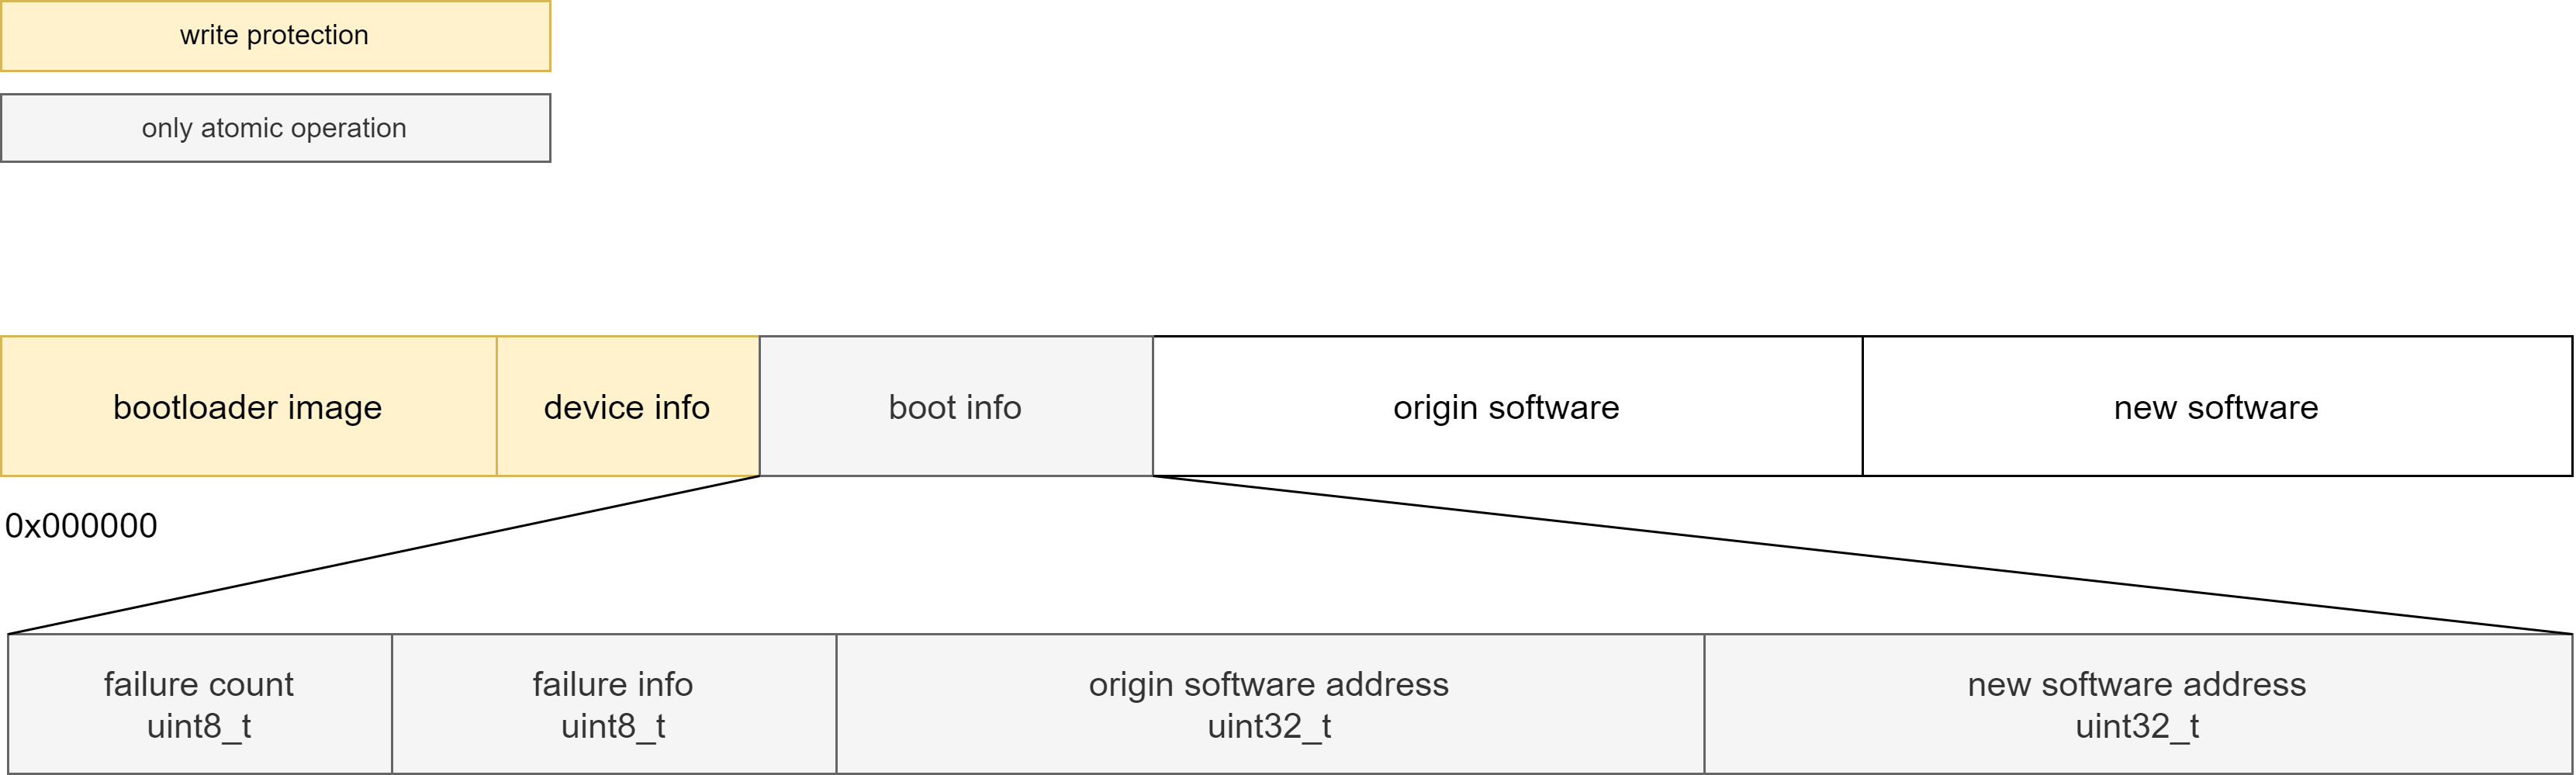 write protection
only atomic operation
bootloader image
device info
boot info
origin software
new software
0x000000
failure count
uint8_t
failure info
uint8_t
origin software address
uint32_t
new software address
uint32_t